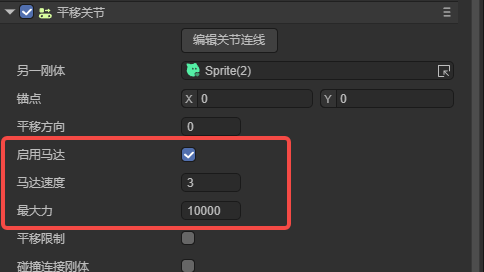 平移关节
编辑关节连线
另一刚体 Sprite(2)
锚点 X 0 Y 0
平移方向 0
启用马达
马达速度 3
最大力 10000
平移限制
碰撞连接刚体